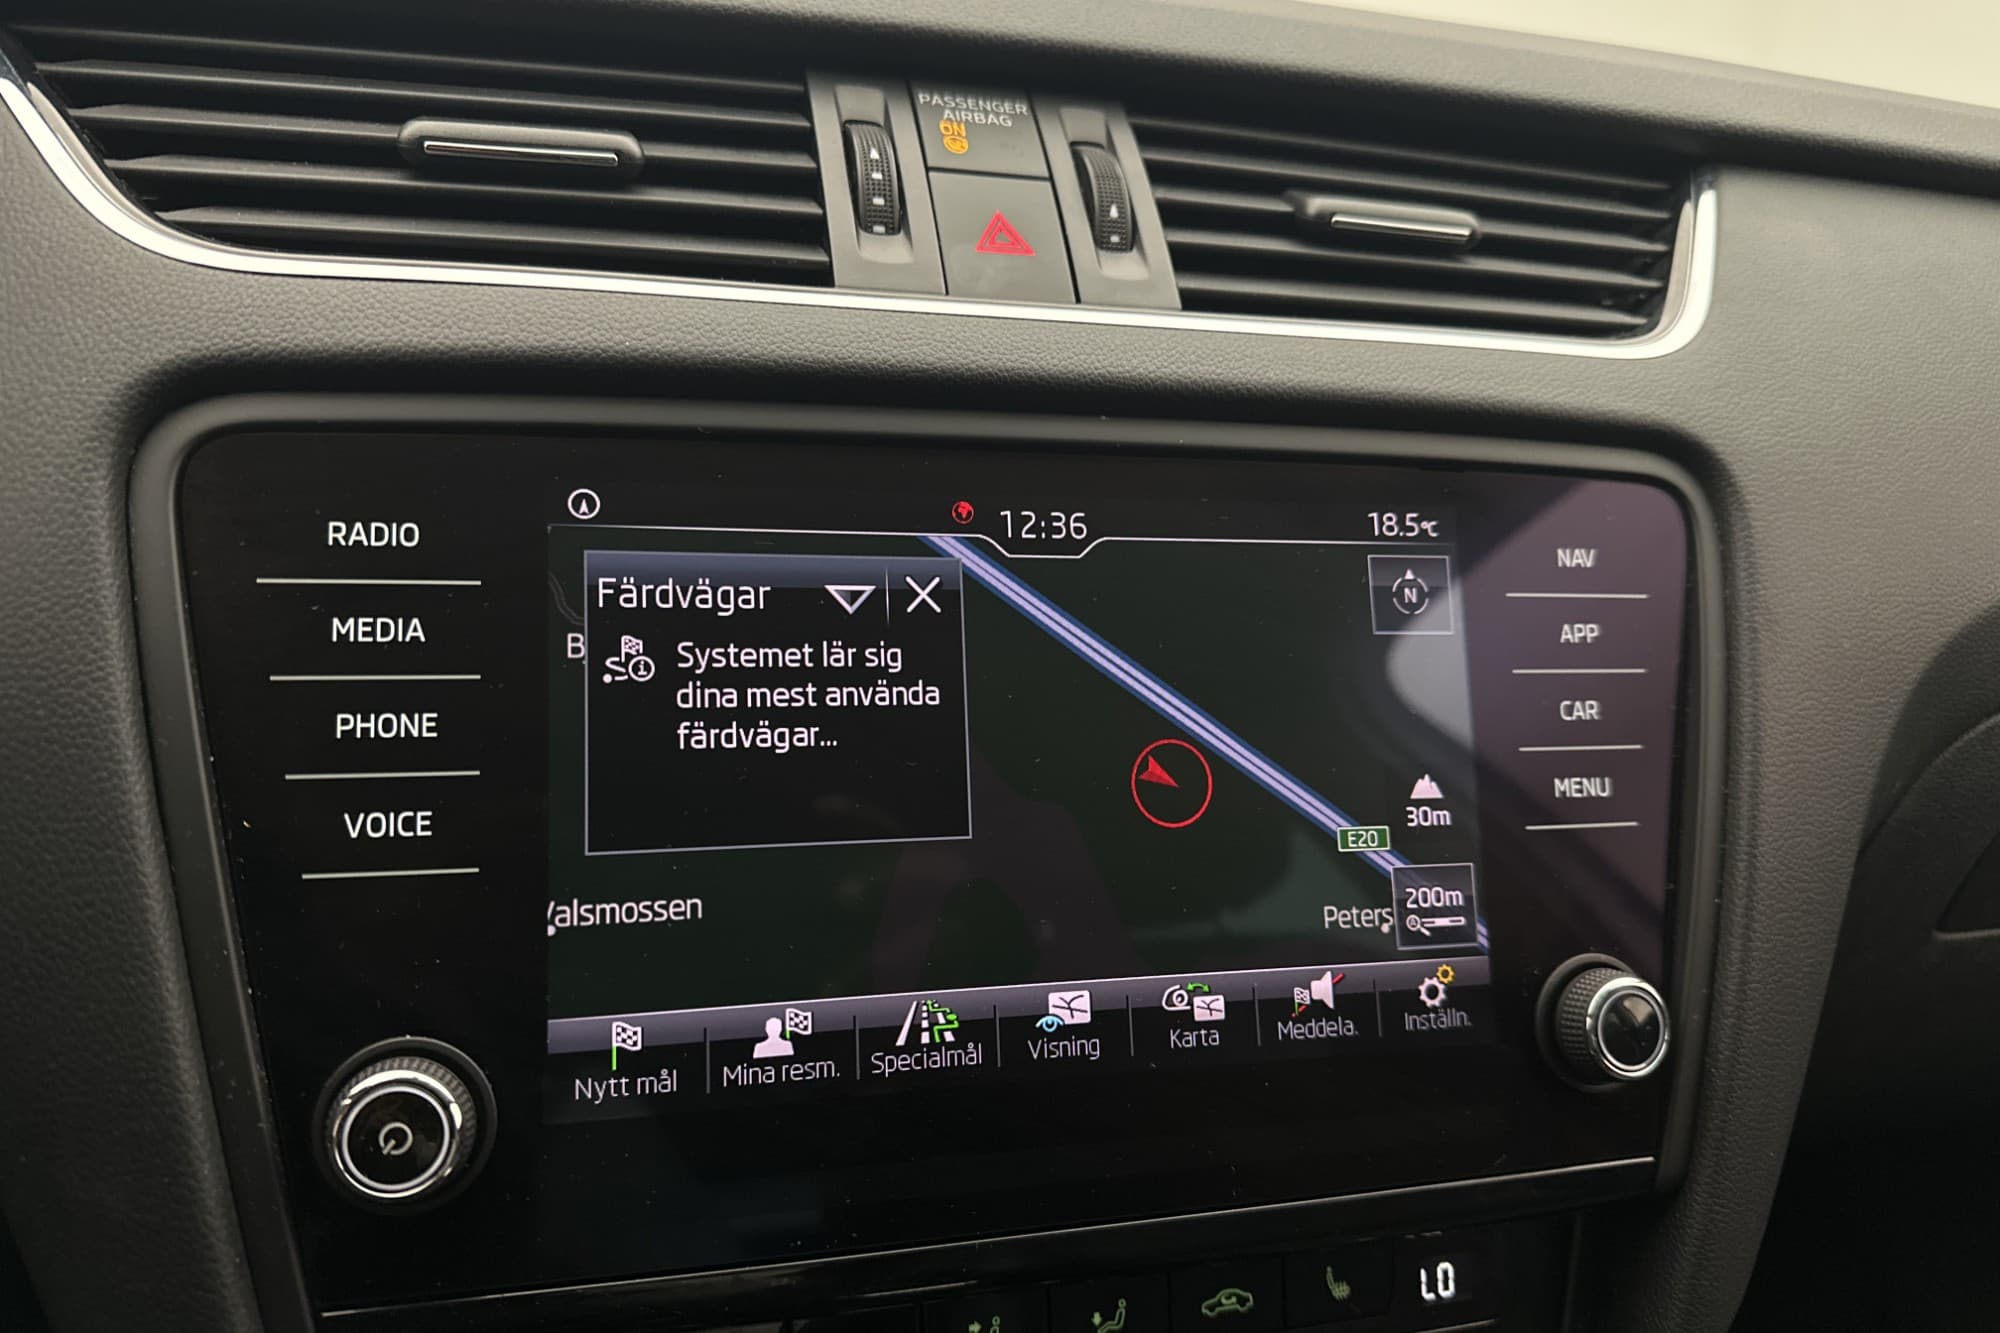 PASSENGER
AIRBAG
ON
RADIO
MEDIA
PHONE
VOICE
12:36
18.5°C
Färdvägar
Systemet lär sig
dina mest använda
färdvägar...
B
N
30m
E20
200m
alsmossen
Peters
Nytt mål
Mina resm.
Specialmål
Visning
Karta
Meddela.
Inställn.
NAV
APP
CAR
MENU
LO